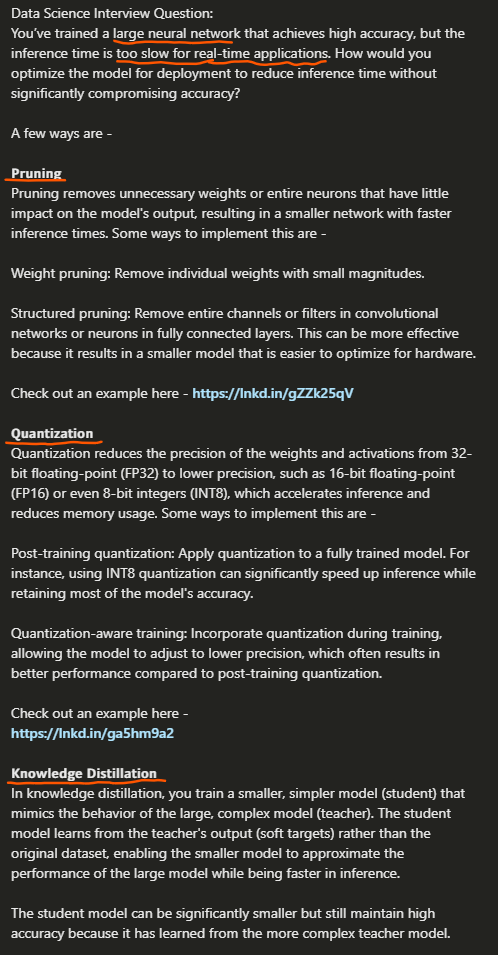 Data Science Interview Question:
You've trained a large neural network that achieves high accuracy, but the
inference time is too slow for real-time applications. How would you
optimize the model for deployment to reduce inference time without
significantly compromising accuracy?
A few ways are -
Pruning
Pruning removes unnecessary weights or entire neurons that have little
impact on the model's output, resulting in a smaller network with faster
inference times. Some ways to implement this are -
Weight pruning: Remove individual weights with small magnitudes.
Structured pruning: Remove entire channels or filters in convolutional
networks or neurons in fully connected layers. This can be more effective
because it results in a smaller model that is easier to optimize for hardware.
Check out an example here - https://lnkd.in/gZZk25qV
Quantization
Quantization reduces the precision of the weights and activations from 32-
bit floating-point (FP32) to lower precision, such as 16-bit floating-point
(FP16) or even 8-bit integers (INT8), which accelerates inference and
reduces memory usage. Some ways to implement this are -
Post-training quantization: Apply quantization to a fully trained model. For
instance, using INT8 quantization can significantly speed up inference while
retaining most of the model's accuracy.
Quantization-aware training: Incorporate quantization during training,
allowing the model to adjust to lower precision, which often results in
better performance compared to post-training quantization.
Check out an example here -
https://lnkd.in/ga5hm9a2
Knowledge Distillation
In knowledge distillation, you train a smaller, simpler model (student) that
mimics the behavior of the large, complex model (teacher). The student
model learns from the teacher's output (soft targets) rather than the
original dataset, enabling the smaller model to approximate the
performance of the large model while being faster in inference.
The student model can be significantly smaller but still maintain high
accuracy because it has learned from the more complex teacher model.